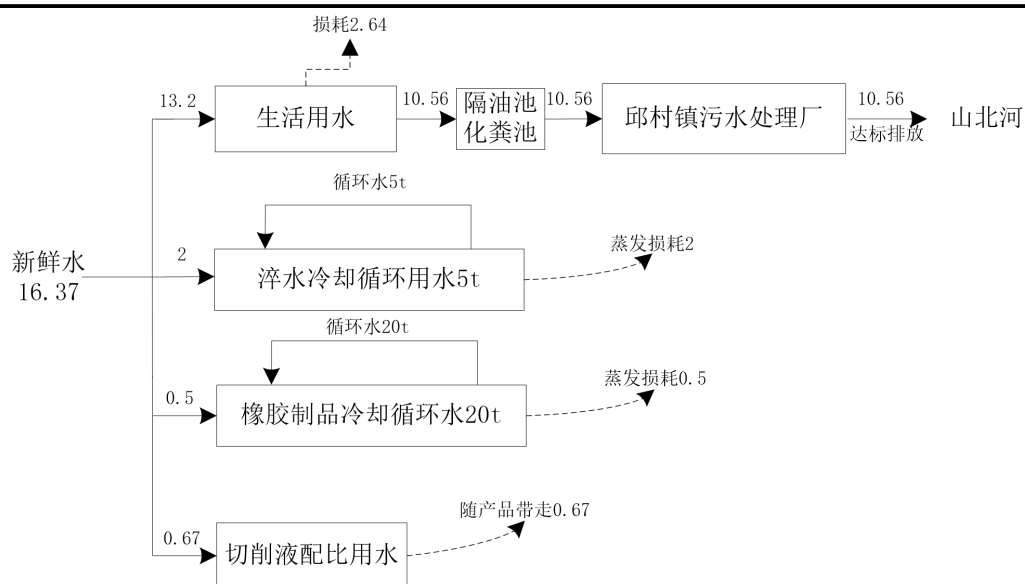 损耗2.64
13.2
生活用水
10.56
隔油池
化粪池
10.56
邱村镇污水处理厂
10.56
达标排放
山北河
循环水5t
新鲜水
16.37
2
淬水冷却循环用水5t
蒸发损耗2
循环水20t
0.5
橡胶制品冷却循环水20t
蒸发损耗0.5
0.67
切削液配比用水
随产品带走0.67